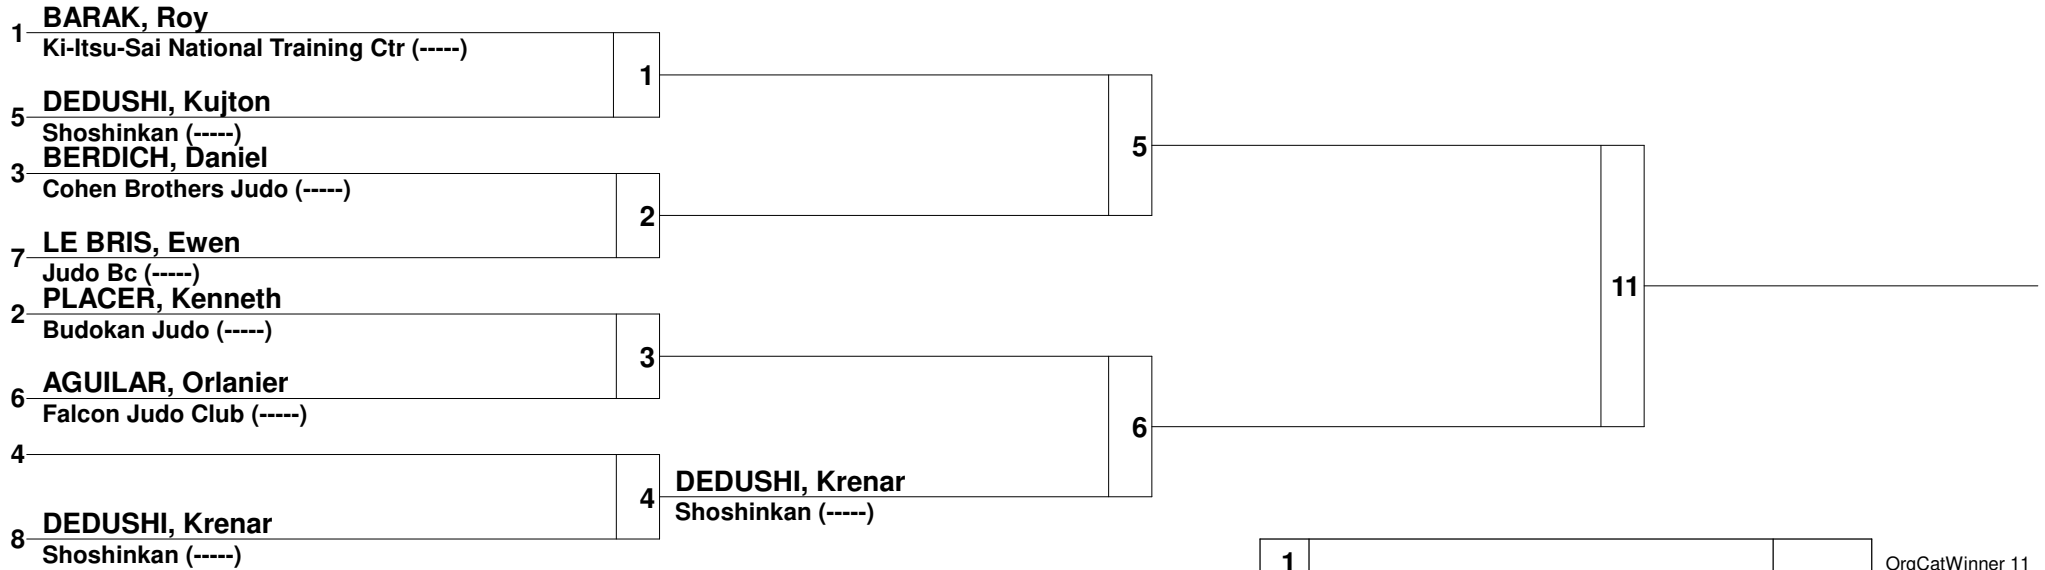 BARAK, Roy
1
Ki-Itsu-Sai National Training Ctr (-----)
1
DEDUSHI, Kujton
5
Shoshinkan (-----)
5
BERDICH, Daniel
3
Cohen Brothers Judo (-----)
2
LE BRIS, Ewen
7
Judo Bc (-----)
11
PLACER, Kenneth
2
Budokan Judo (-----)
3
AGUILAR, Orlanier
6
Falcon Judo Club (-----)
6
4
DEDUSHI, Krenar
4
Shoshinkan (-----)
DEDUSHI, Krenar
8
Shoshinkan (-----)
1
OrgCatWinner 11